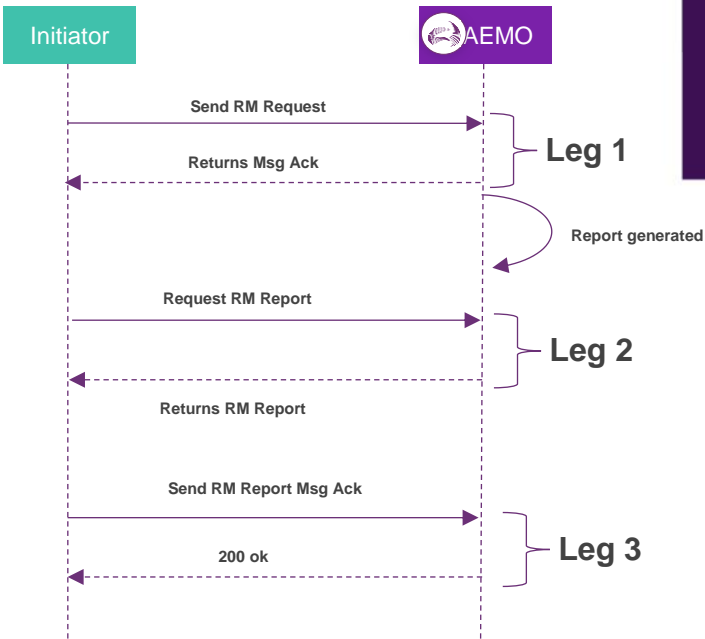 Initiator
AEMO
Send RM Request
Leg 1
Returns Msg Ack
Report generated
Request RM Report
Leg 2
Returns RM Report
Send RM Report Msg Ack
Leg 3
200 ok